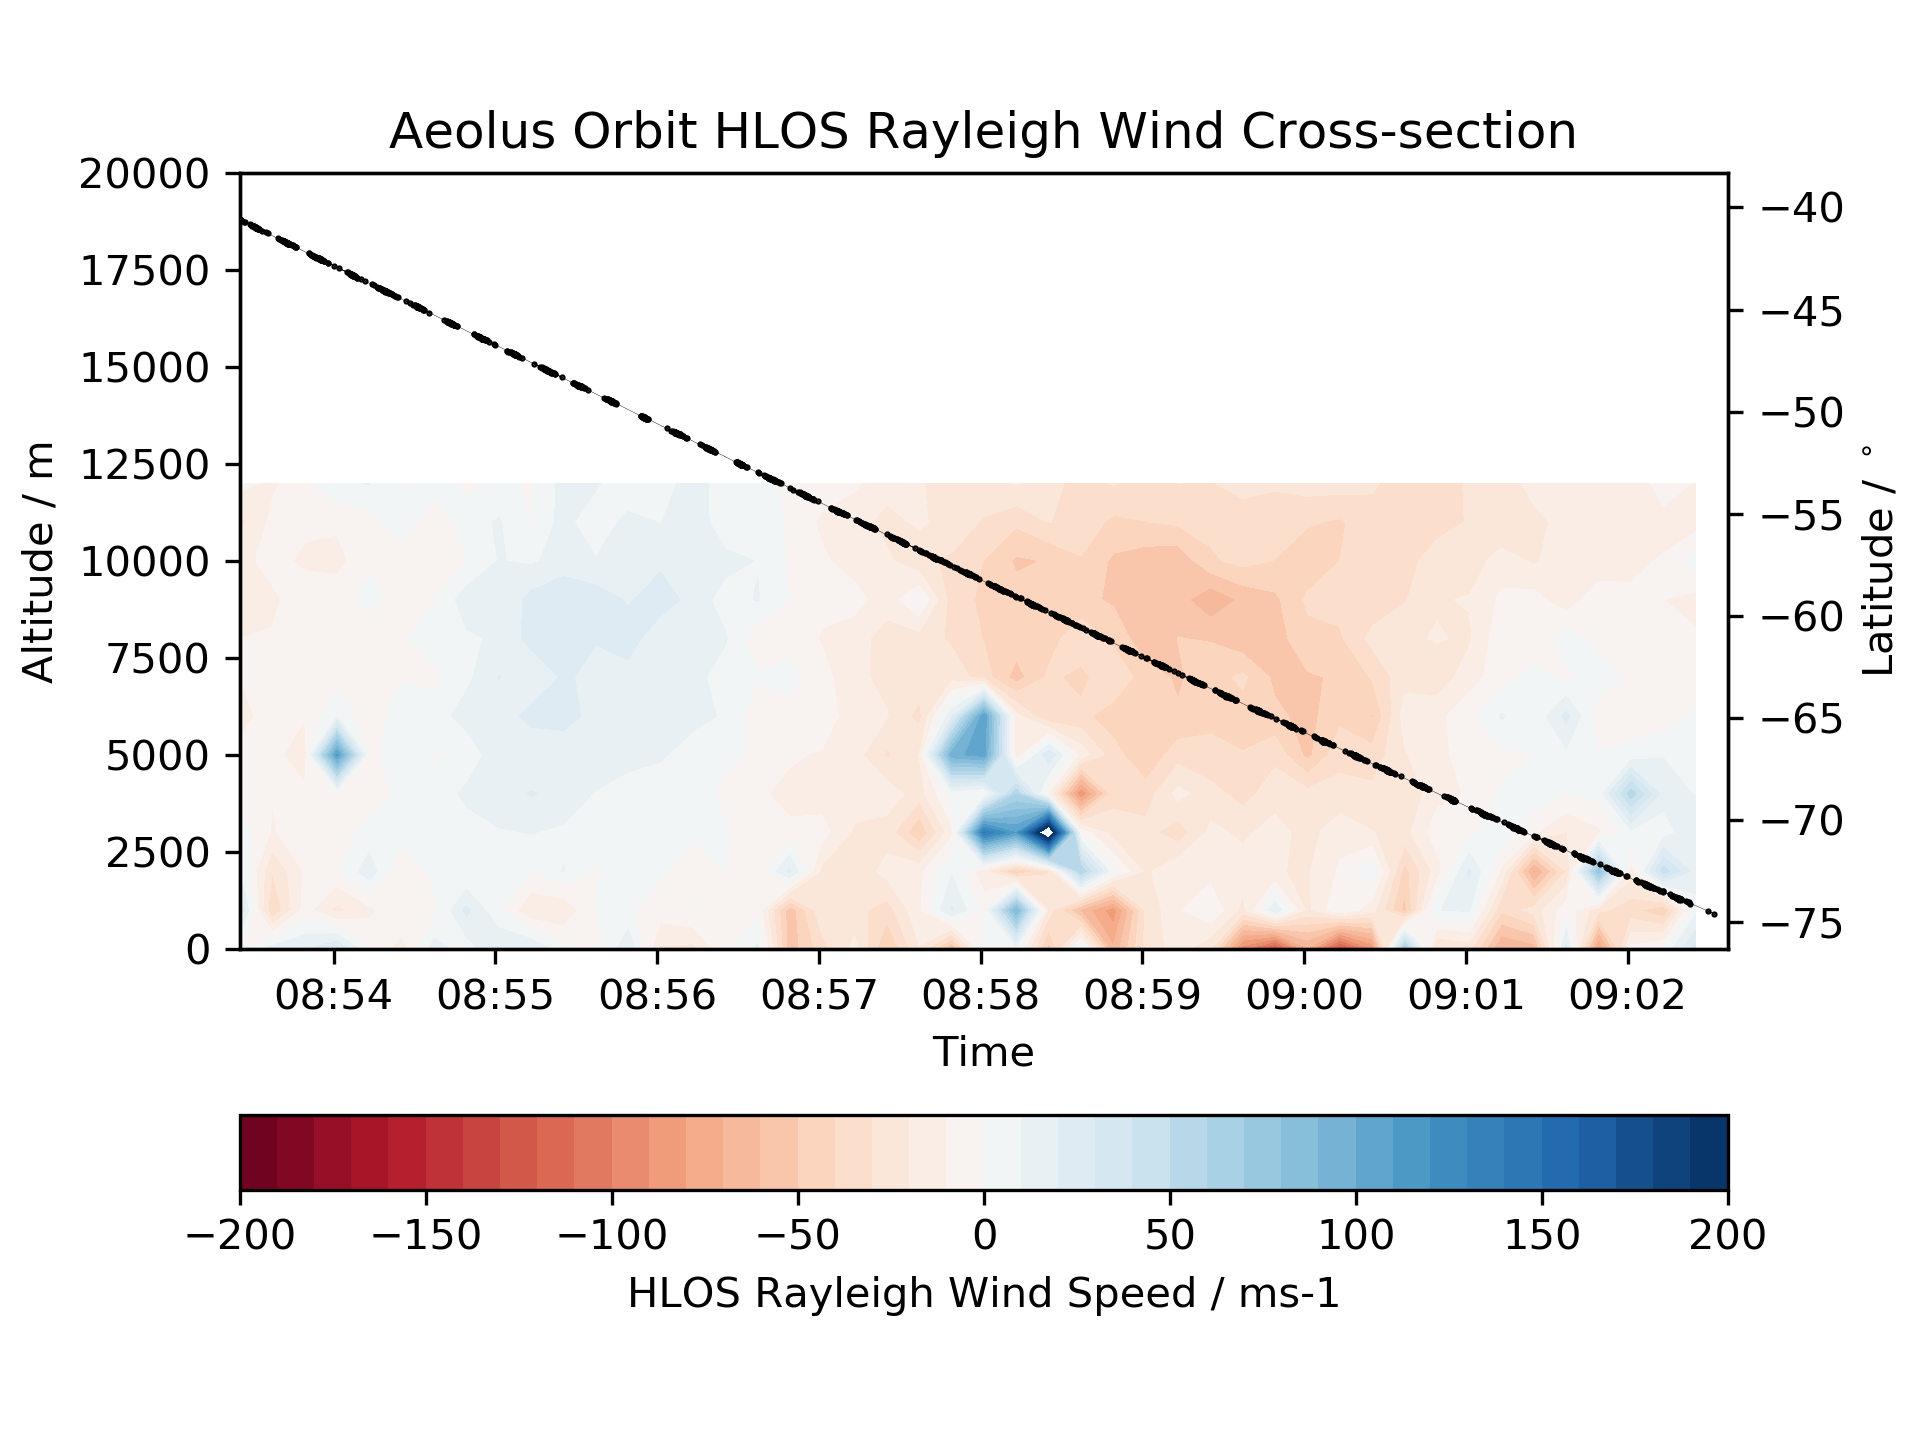 Aeolus Orbit HLOS Rayleigh Wind Cross-section
20000
17500
15000
12500
10000
7500
5000
2500
0
Altitude / m
−40
−45
−50
−55
−60
−65
−70
−75
Latitude / °
08:54 08:55 08:56 08:57 08:58 08:59 09:00 09:01 09:02
Time
−200 −150 −100 −50 0 50 100 150 200
HLOS Rayleigh Wind Speed / ms-1